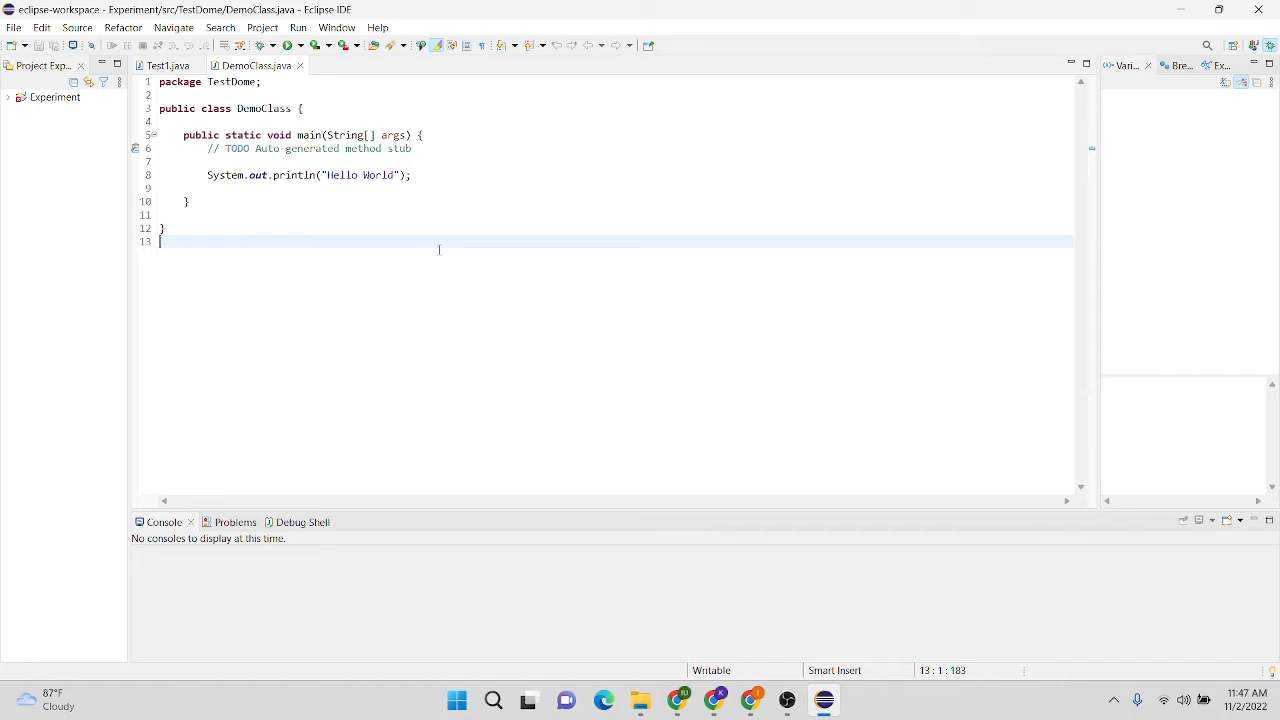 eclipse-workspace - Experiment/src/TestDome/DemoClass.java - Eclipse IDE
File Edit Source Refactor Navigate Search Project Run Window Help
Project Exp... Test1.java DemoClass.java Vari... Bre... Ex...
Experiment
1 package TestDome;
2
3 public class DemoClass {
4
5 public static void main(String[] args) {
6 // TODO Auto-generated method stub
7
8 System.out.println("Hello World");
9
10 }
11
12 }
13
Console Problems Debug Shell
No consoles to display at this time.
Writable Smart Insert 13 : 1 : 183
87°F
Cloudy
IU K I
11:47 AM
11/2/2022